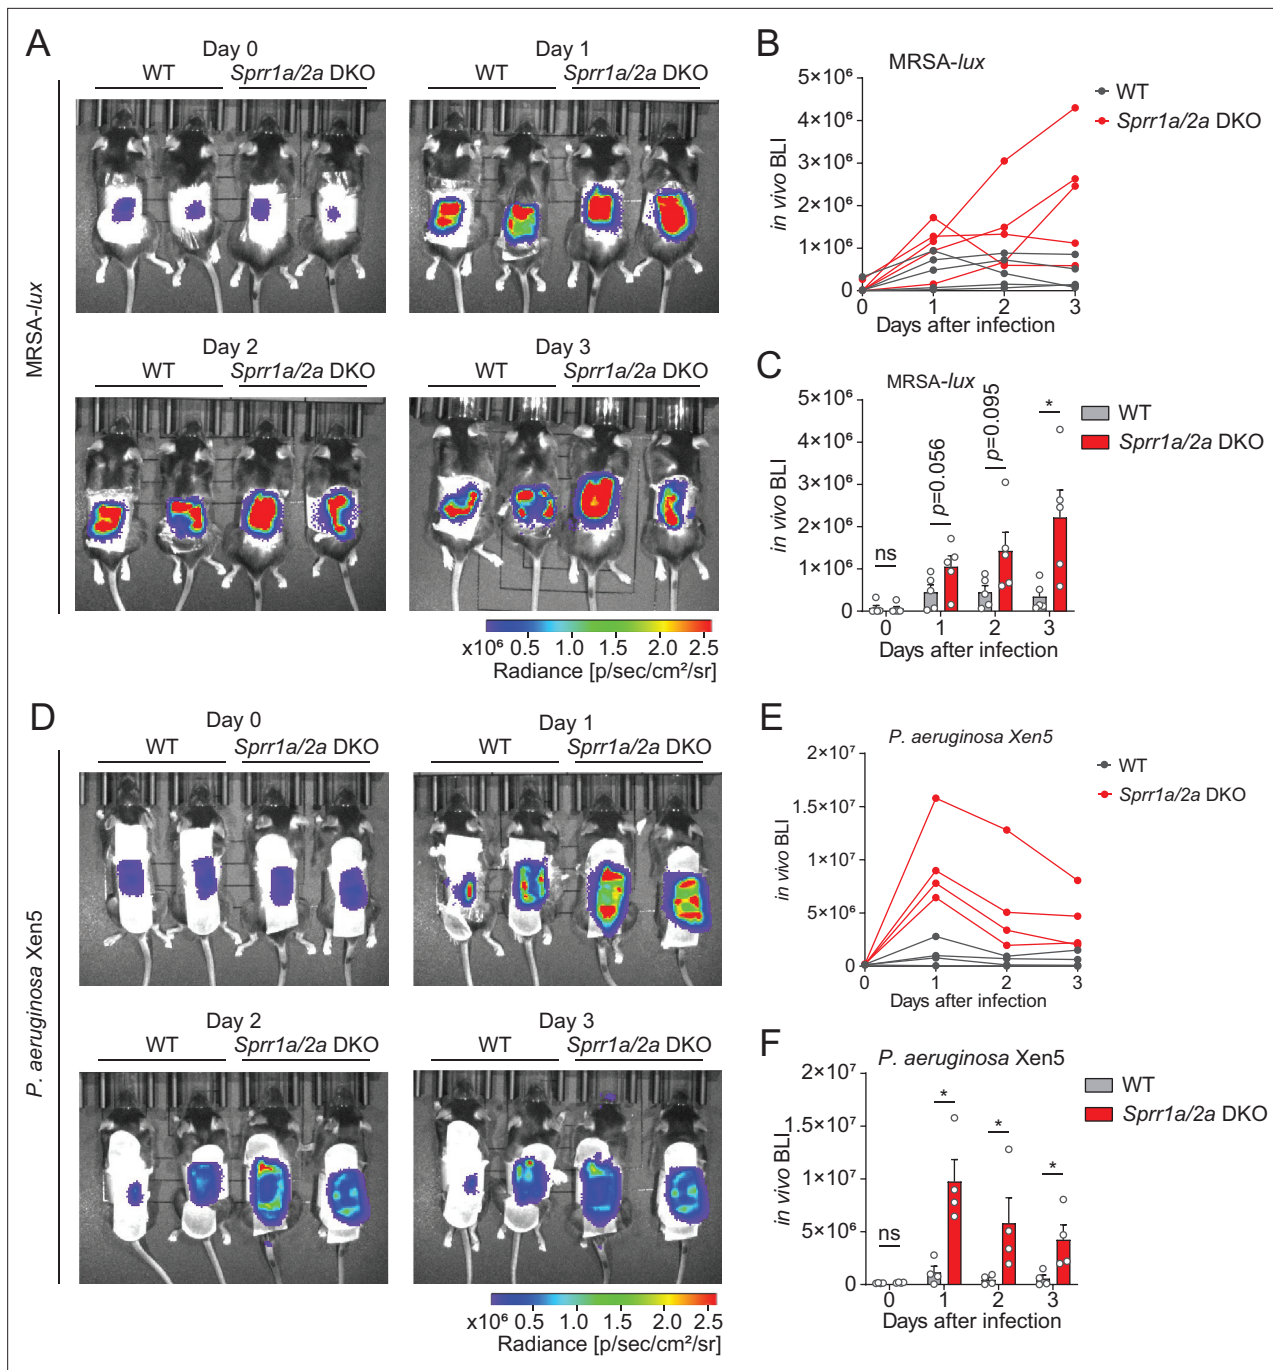 A
Day 0
Day 1
WT
Sprr1a/2a DKO
WT
Sprr1a/2a DKO
MRSA-lux
Day 2
Day 3
WT
Sprr1a/2a DKO
WT
Sprr1a/2a DKO
x10⁶ 0.5 1.0 1.5 2.0 2.5
Radiance [p/sec/cm²/sr]
B
MRSA-lux
5×10⁶
4×10⁶
3×10⁶
2×10⁶
1×10⁶
0
in vivo BLI
0 1 2 3
Days after infection
WT
Sprr1a/2a DKO
C
MRSA-lux
5×10⁶
4×10⁶
3×10⁶
2×10⁶
1×10⁶
0
in vivo BLI
ns
p=0.056
p=0.095
*
0 1 2 3
Days after infection
WT
Sprr1a/2a DKO
D
Day 0
Day 1
WT
Sprr1a/2a DKO
WT
Sprr1a/2a DKO
P. aeruginosa Xen5
Day 2
Day 3
WT
Sprr1a/2a DKO
WT
Sprr1a/2a DKO
x10⁶ 0.5 1.0 1.5 2.0 2.5
Radiance [p/sec/cm²/sr]
E
P. aeruginosa Xen5
2×10⁷
1.5×10⁷
1×10⁷
5×10⁶
0
in vivo BLI
0 1 2 3
Days after infection
WT
Sprr1a/2a DKO
F
P. aeruginosa Xen5
2×10⁷
1.5×10⁷
1×10⁷
5×10⁶
0
in vivo BLI
ns
*
*
*
0 1 2 3
Days after infection
WT
Sprr1a/2a DKO